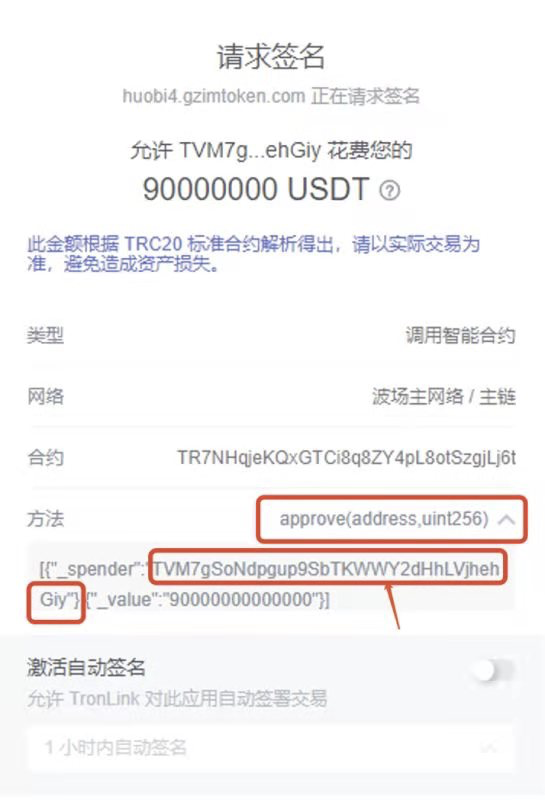 请求签名
huobi4.gzimtoken.com 正在请求签名
允许 TVM7g...ehGiy 花费您的
90000000 USDT ?
此金额根据 TRC20 标准合约解析得出，请以实际交易为
准，避免造成资产损失。
类型 调用智能合约
网络 波场主网络 / 主链
合约 TR7NHqjeKQxGTCi8q8ZY4pL8otSzgjLj6t
方法 approve(address,uint256)
[{"_spender":"TVM7gSoNdpgup9SbTKWWY2dHhLVjheh
Giy"},{"_value":"90000000000000"}]
激活自动签名
允许 TronLink 对此应用自动签署交易
1 小时内自动签名